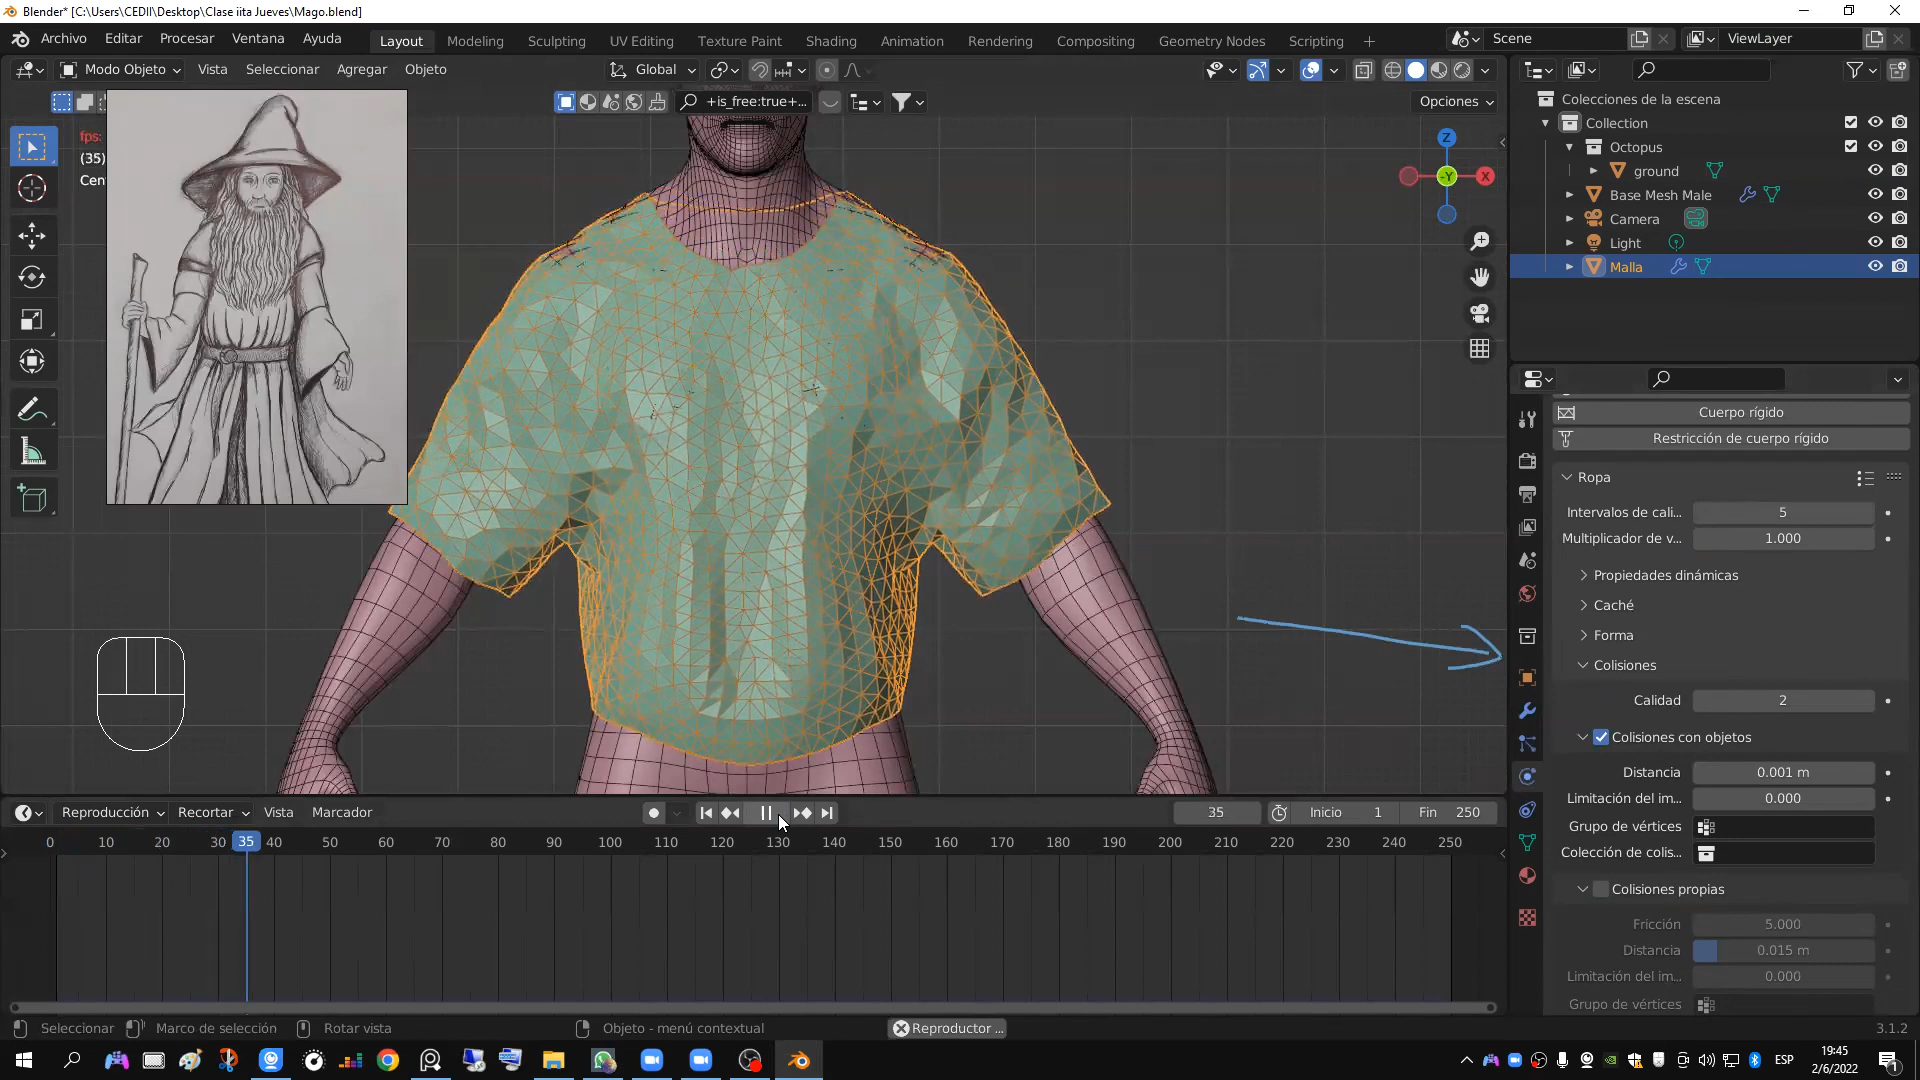 Blender* [C:\Users\CEDII\Desktop\Clase iita Jueves\Mago.blend]
Archivo Editar Procesar Ventana Ayuda Layout Modeling Sculpting UV Editing Texture Paint Shading Animation Rendering Compositing Geometry Nodes Scripting + Scene ViewLayer
Modo Objeto Vista Seleccionar Agregar Objeto Global
+is_free:true+... Opciones
fps:
(35)
Cen
Z
X
-Y
Colecciones de la escena
Collection
Octopus
ground
Base Mesh Male
Camera
Light
Malla
Cuerpo rígido
Restricción de cuerpo rígido
Ropa
Intervalos de cali... 5
Multiplicador de v... 1.000
Propiedades dinámicas
Caché
Forma
Colisiones
Calidad 2
Colisiones con objetos
Distancia 0.001 m
Limitación del im... 0.000
Grupo de vértices
Colección de colis...
Colisiones propias
Fricción 5.000
Distancia 0.015 m
Limitación del im... 0.000
Grupo de vértices
Reproducción Recortar Vista Marcador 35 Inicio 1 Fin 250
0 10 20 30 35 40 50 60 70 80 90 100 110 120 130 140 150 160 170 180 190 200 210 220 230 240 250
Seleccionar Marco de selección Rotar vista Objeto - menú contextual Reproductor ... 3.1.2
ESP
19:45
2/6/2022
1